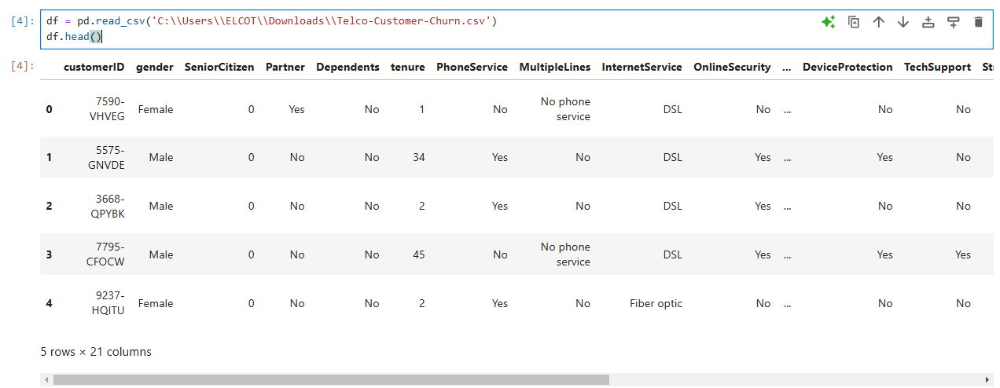 [4]: df = pd.read_csv('C:\\Users\\ELCOT\\Downloads\\Telco-Customer-Churn.csv')
df.head()
[4]: customerID gender SeniorCitizen Partner Dependents tenure PhoneService MultipleLines InternetService OnlineSecurity ... DeviceProtection TechSupport St
0 7590-VHVEG Female 0 Yes No 1 No No phone service DSL No ... No No
1 5575-GNVDE Male 0 No No 34 Yes No DSL Yes ... Yes No
2 3668-QPYBK Male 0 No No 2 Yes No DSL Yes ... No No
3 7795-CFOCW Male 0 No No 45 No No phone service DSL Yes ... Yes Yes
4 9237-HQITU Female 0 No No 2 Yes No Fiber optic No ... No No
5 rows × 21 columns